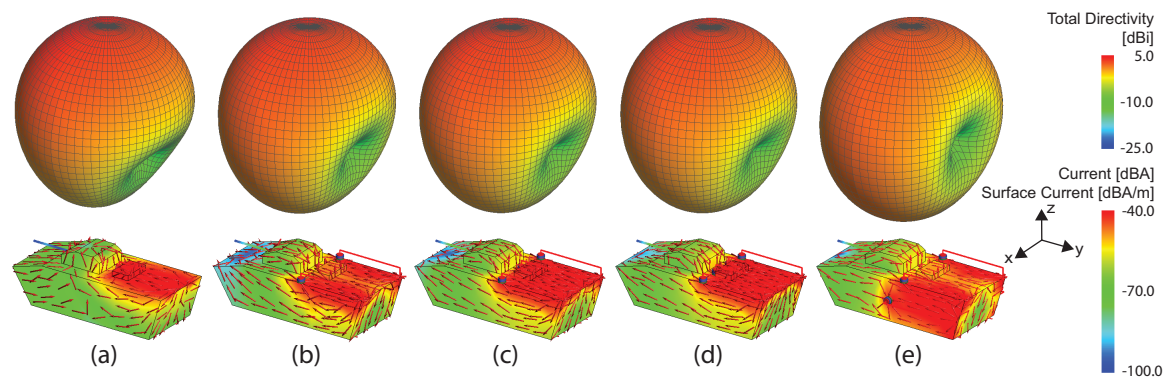 Total Directivity
[dBi]
5.0
-10.0
-25.0
Current [dBA]
Surface Current [dBA/m]
-40.0
-70.0
-100.0
z
x
y
(a)
(b)
(c)
(d)
(e)